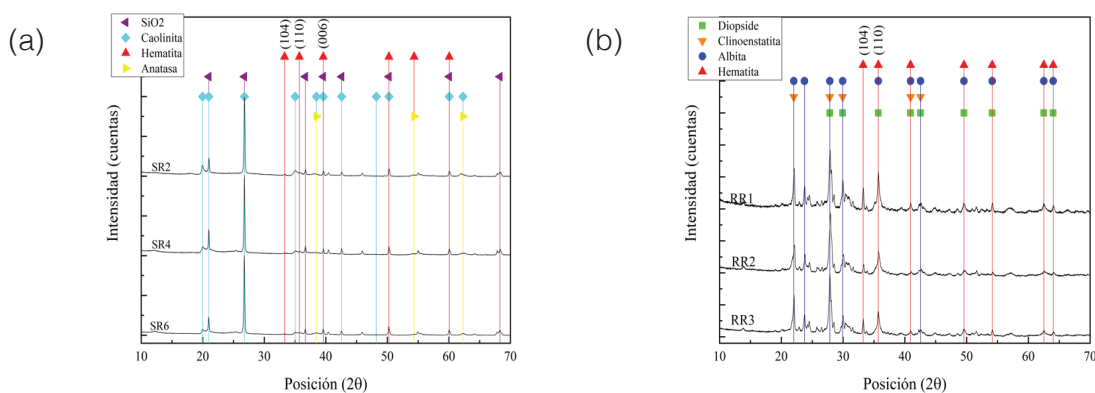 (a)
SiO2
Caolinita
Hematita
Anatasa
(104)
(110)
(006)
Intensidad (cuentas)
SR2
SR4
SR6
10 20 30 40 50 60 70
Posición (2θ)
(b)
Diopside
Clinoenstatita
Albita
Hematita
(104)
(110)
Intensidad (cuentas)
RR1
RR2
RR3
10 20 30 40 50 60 70
Posición (2θ)